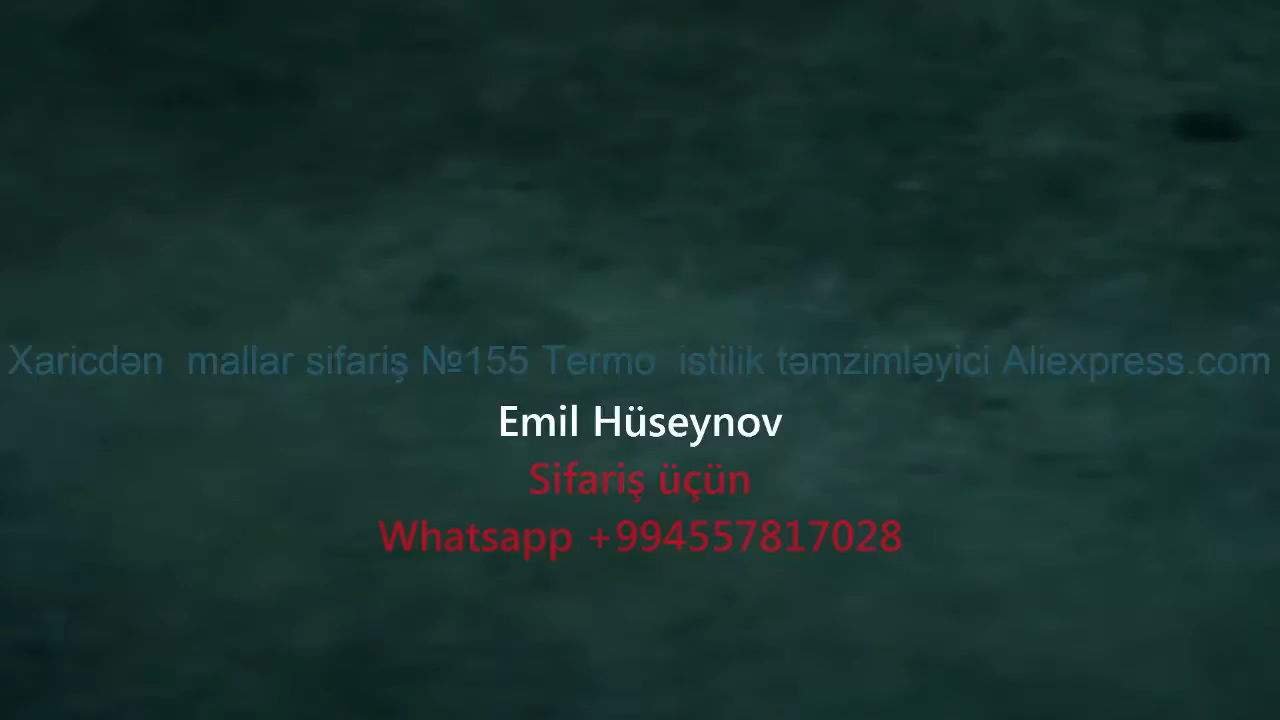 Xaricdən mallar sifariş №155 Termo istilik təmzimləyici Aliexpress.com
Emil Hüseynov
Sifariş üçün
Whatsapp +994557817028